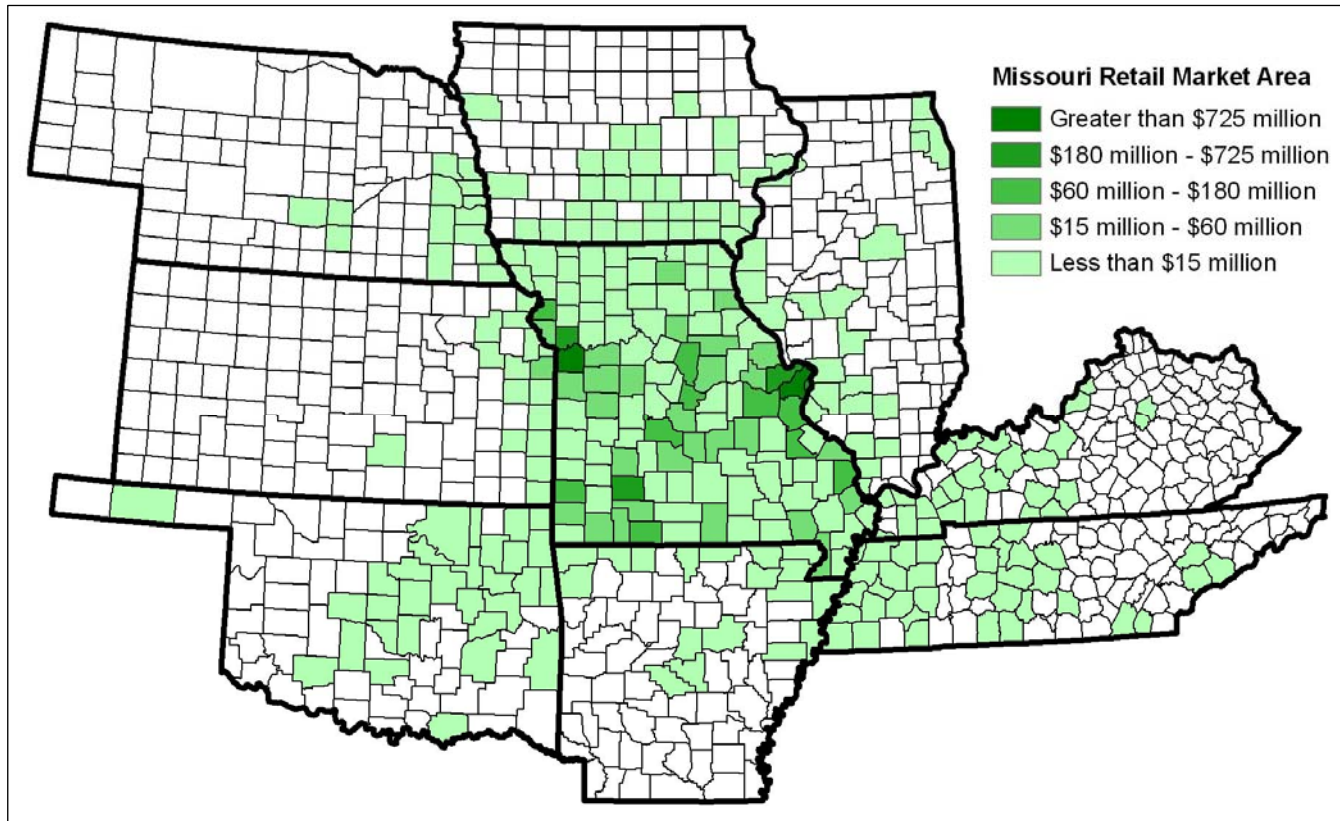 Missouri Retail Market Area
Greater than $725 million
$180 million - $725 million
$60 million - $180 million
$15 million - $60 million
Less than $15 million